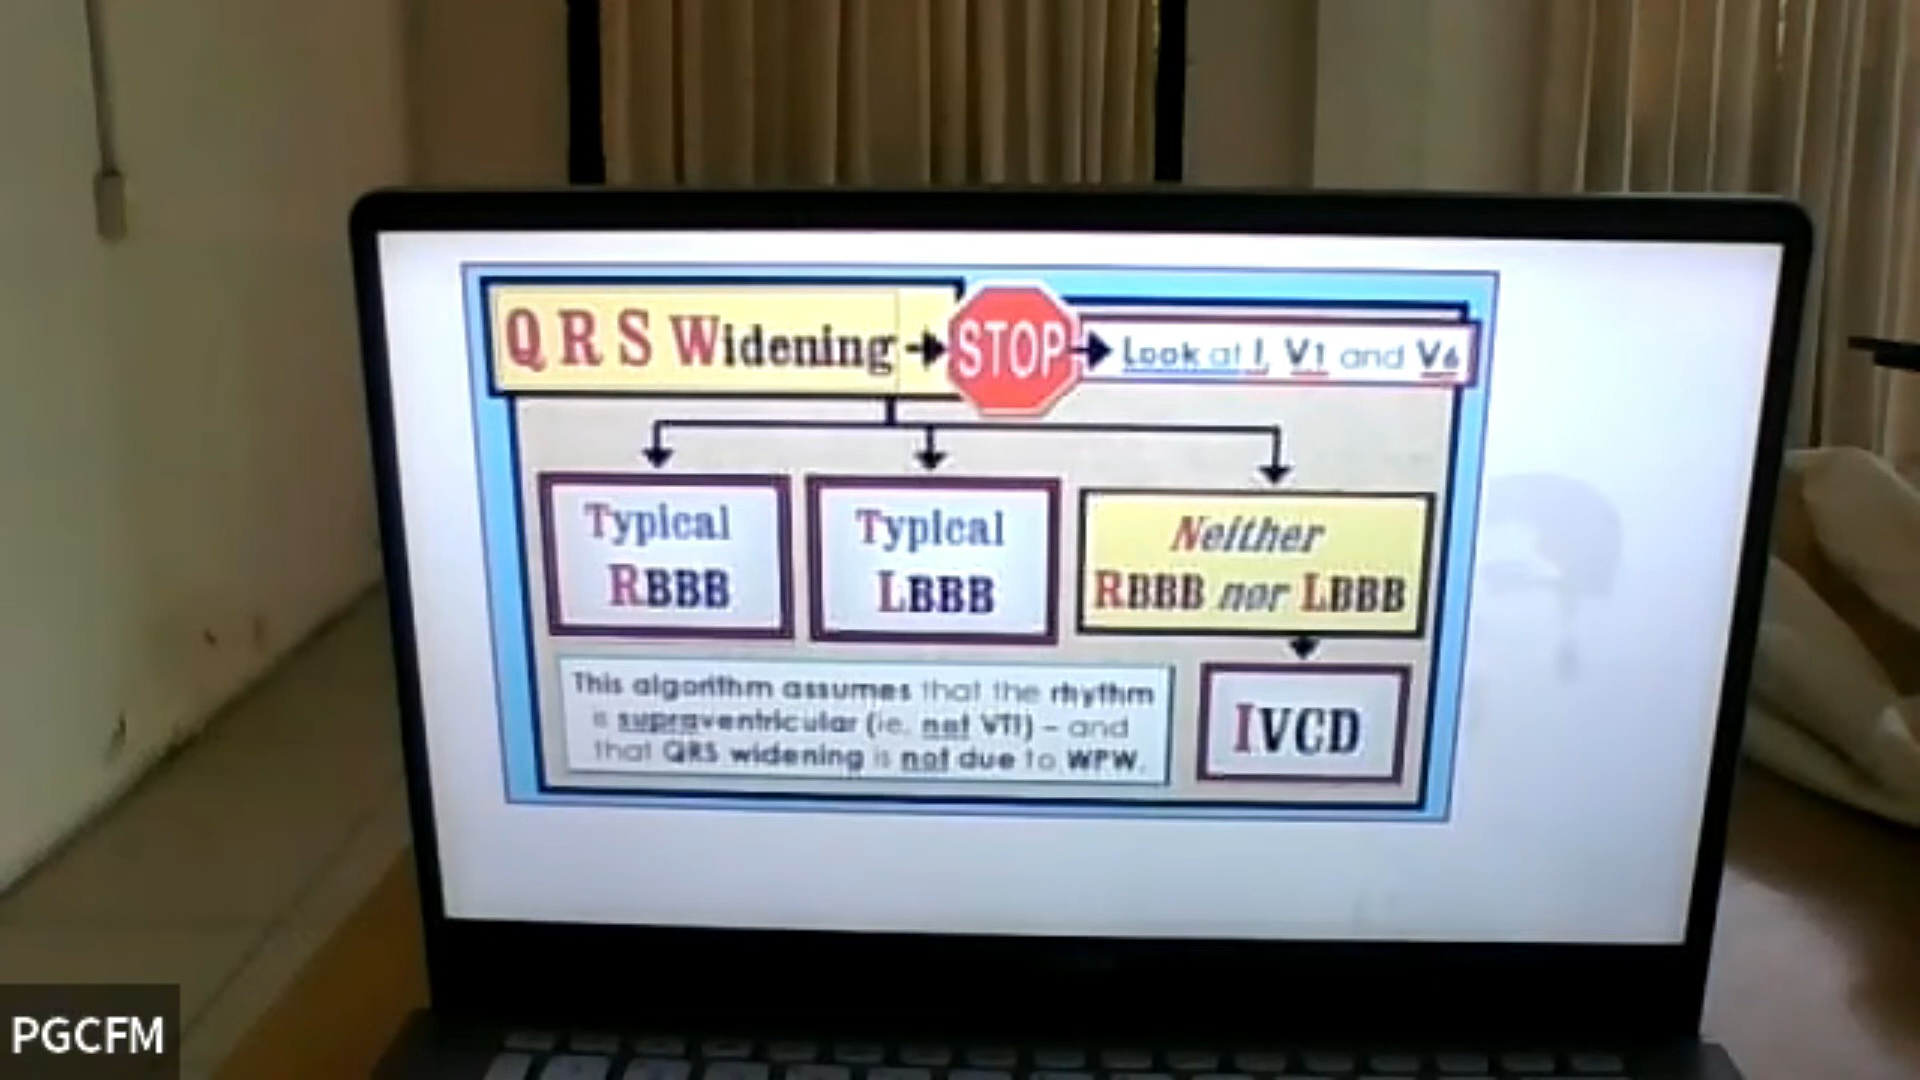 QRS Widening → STOP → Look at I, V1 and V6
Typical
RBBB
Typical
LBBB
Neither
RBBB nor LBBB
This algorithm assumes that the rhythm
is supraventricular (ie, not VT!) – and
that QRS widening is not due to WPW.
IVCD
PGCFM